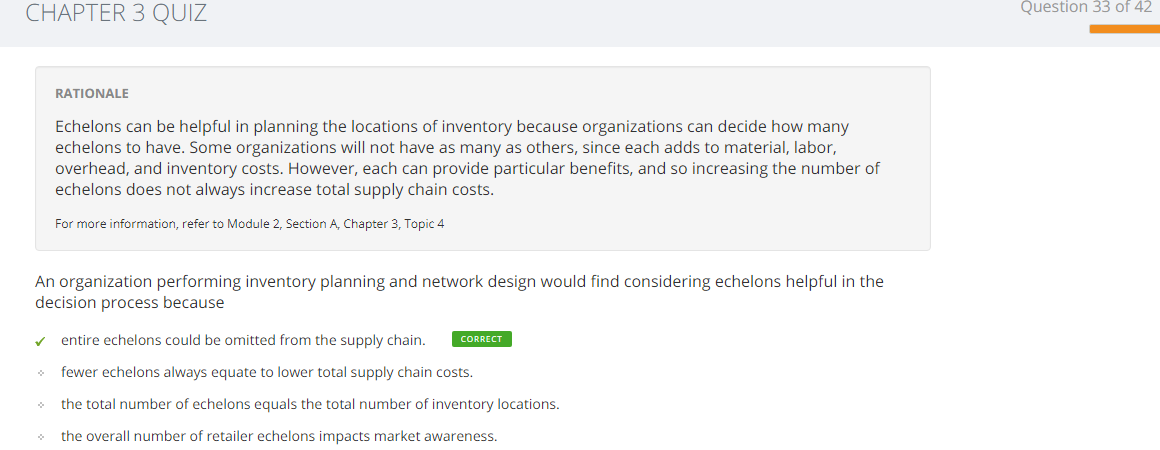 CHAPTER 3 QUIZ
Question 33 of 42
RATIONALE
Echelons can be helpful in planning the locations of inventory because organizations can decide how many
echelons to have. Some organizations will not have as many as others, since each adds to material, labor,
overhead, and inventory costs. However, each can provide particular benefits, and so increasing the number of
echelons does not always increase total supply chain costs.
For more information, refer to Module 2, Section A, Chapter 3, Topic 4
An organization performing inventory planning and network design would find considering echelons helpful in the
decision process because
entire echelons could be omitted from the supply chain. CORRECT
fewer echelons always equate to lower total supply chain costs.
the total number of echelons equals the total number of inventory locations.
the overall number of retailer echelons impacts market awareness.